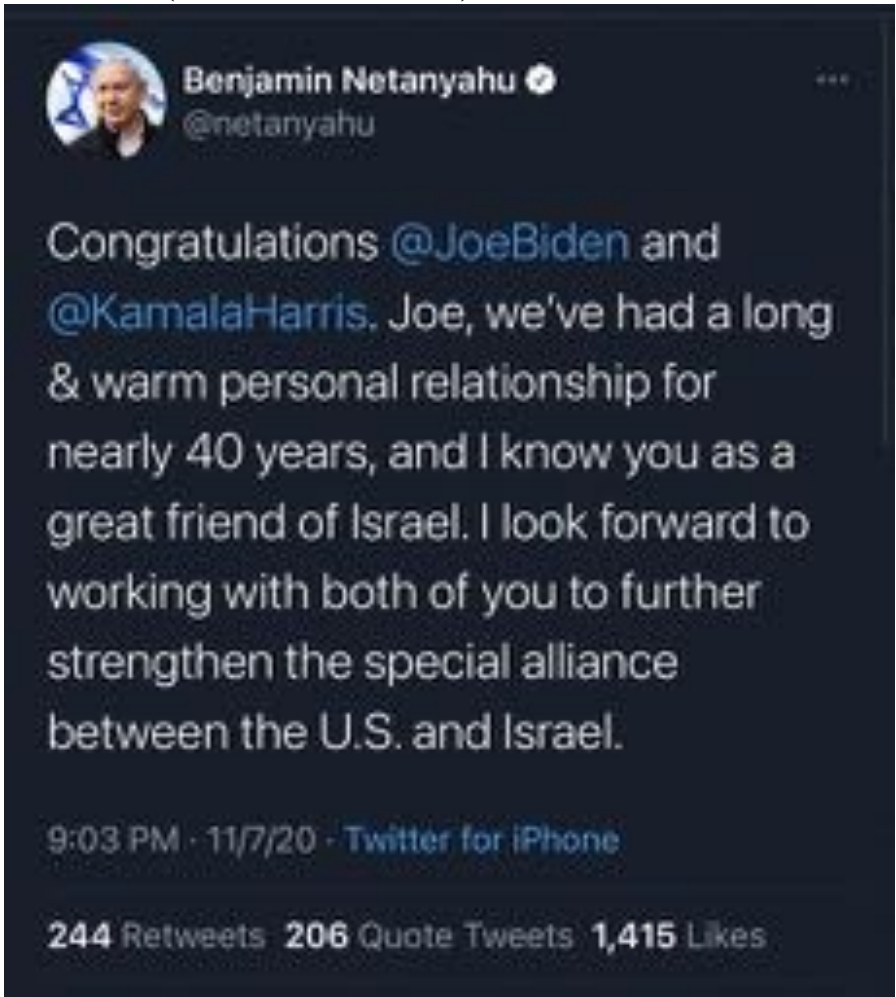 Benjamin Netanyahu
@netanyahu
Congratulations @JoeBiden and
@KamalaHarris. Joe, we've had a long
& warm personal relationship for
nearly 40 years, and I know you as a
great friend of Israel. I look forward to
working with both of you to further
strengthen the special alliance
between the U.S. and Israel.
9:03 PM · 11/7/20 · Twitter for iPhone
244 Retweets 206 Quote Tweets 1,415 Likes